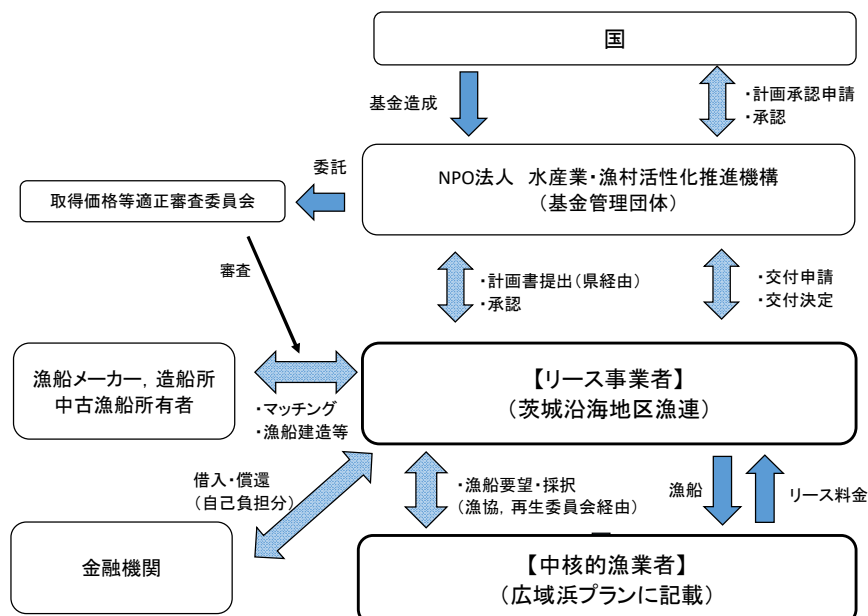 国
基金造成
・計画承認申請
・承認
委託
NPO法人　水産業・漁村活性化推進機構
（基金管理団体）
取得価格等適正審査委員会
審査
・計画書提出（県経由）
・承認
・交付申請
・交付決定
漁船メーカー，造船所
中古漁船所有者
・マッチング
・漁船建造等
【リース事業者】
（茨城沿海地区漁連）
借入・償還
（自己負担分）
・漁船要望・採択
（漁協，再生委員会経由）
漁船
リース料金
金融機関
【中核的漁業者】
（広域浜プランに記載）